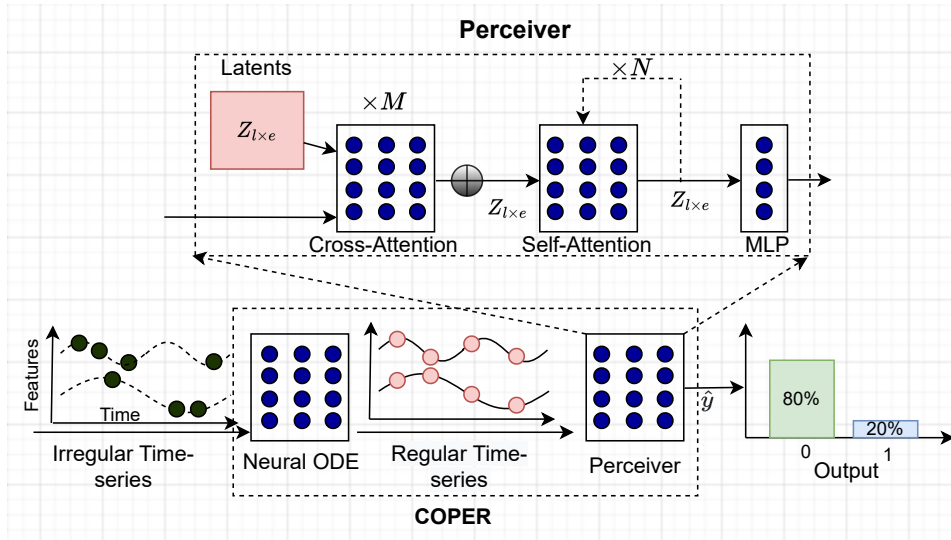 Perceiver
Latents
×N
×M
Z_{l×e}
Z_{l×e}
Z_{l×e}
Cross-Attention
Self-Attention
MLP
Features
Time
ŷ
80%
20%
0
1
Irregular Time-
series
Neural ODE
Regular Time-
series
Perceiver
Output
COPER